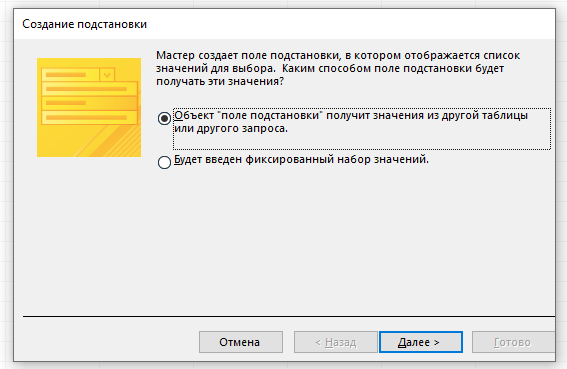 Создание подстановки
Мастер создает поле подстановки, в котором отображается список
значений для выбора. Каким способом поле подстановки будет
получать эти значения?
Объект "поле подстановки" получит значения из другой таблицы
или другого запроса.
Будет введен фиксированный набор значений.
Отмена
< Назад
Далее >
Готово